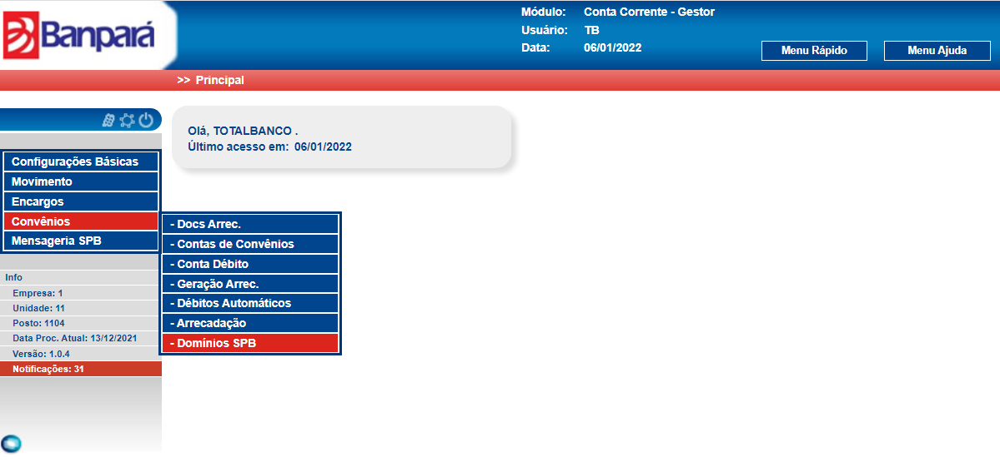 Banpará
Módulo: Conta Corrente - Gestor
Usuário: TB
Data: 06/01/2022
Menu Rápido
Menu Ajuda
>> Principal
Olá, TOTALBANCO .
Último acesso em: 06/01/2022
Configurações Básicas
Movimento
Encargos
Convênios
Mensageria SPB
- Docs Arrec.
- Contas de Convênios
- Conta Débito
- Geração Arrec.
- Débitos Automáticos
- Arrecadação
- Domínios SPB
Info
Empresa: 1
Unidade: 11
Posto: 1104
Data Proc. Atual: 13/12/2021
Versão: 1.0.4
Notificações: 31